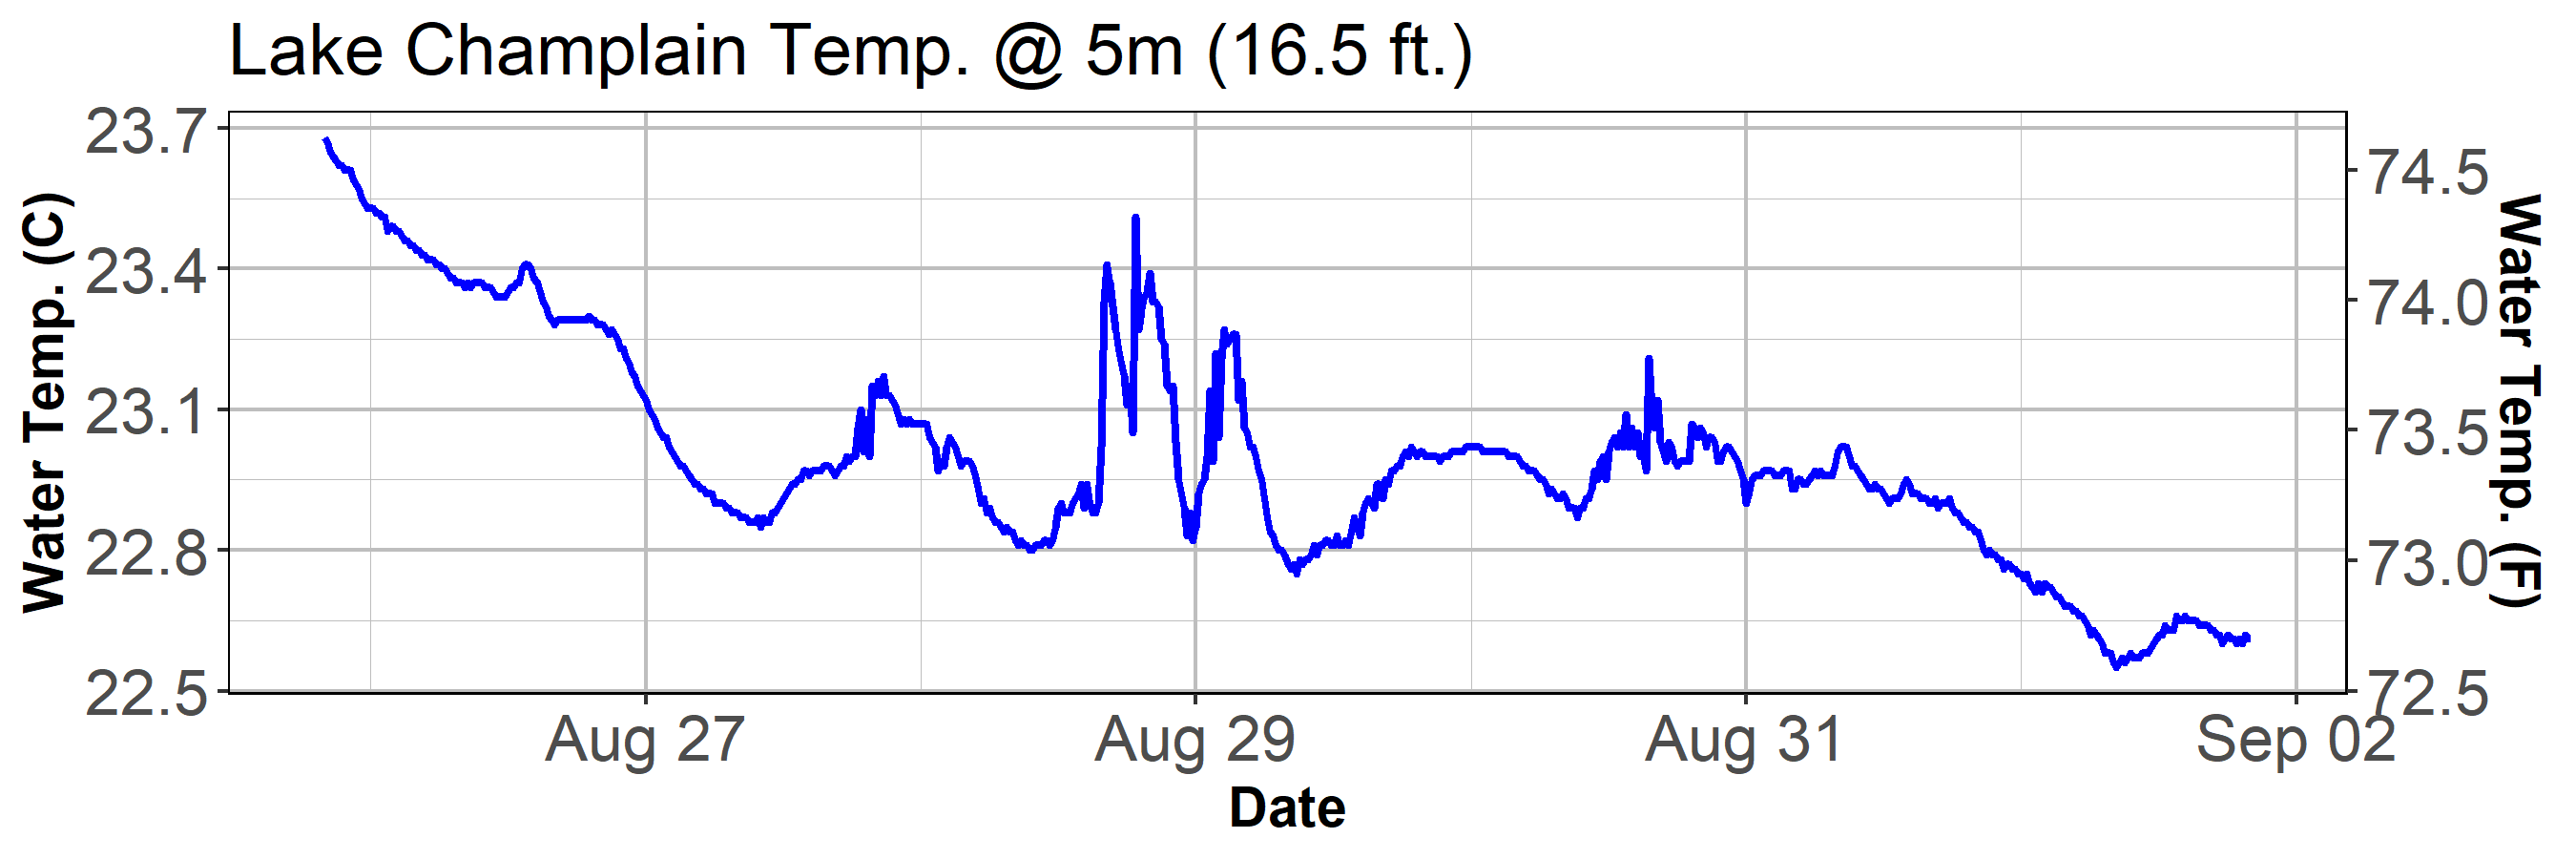 Lake Champlain Temp. @ 5m (16.5 ft.)
Water Temp. (C)
23.7
23.4
23.1
22.8
22.5
74.5
74.0
73.5
73.0
72.5
Water Temp. (F)
Aug 27 Aug 29 Aug 31 Sep 02
Date